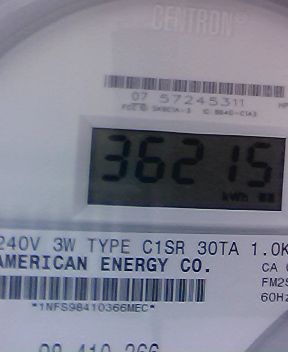 CENTRON®
07 57245311
36215
kWh
240V 3W TYPE C1SR 30TA 1.0K
AMERICAN ENERGY CO.
CA
FM2S
60Hz
*1NFS98410366MEC*